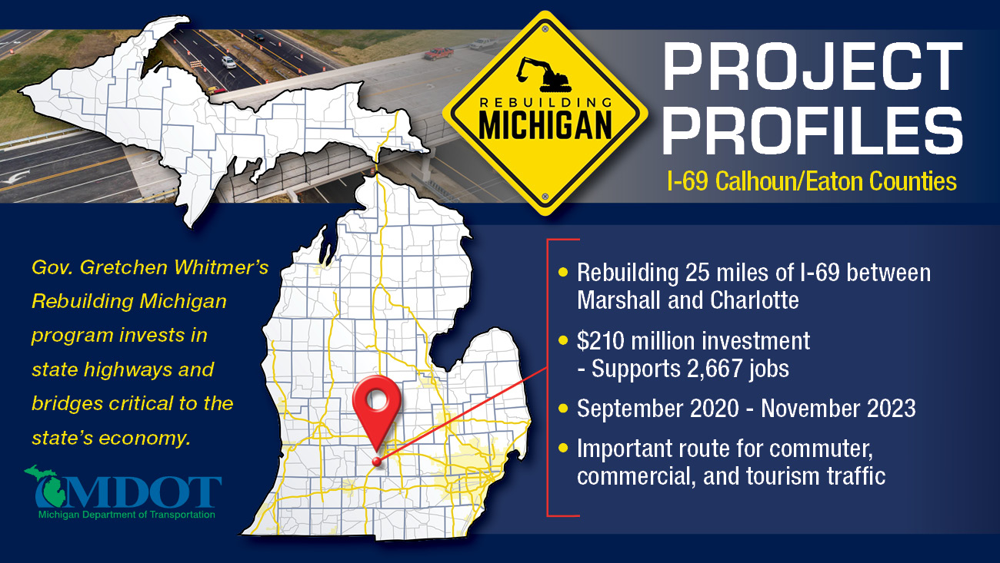 REBUILDING
MICHIGAN
PROJECT
PROFILES
I-69 Calhoun/Eaton Counties
Gov. Gretchen Whitmer’s
Rebuilding Michigan
program invests in
state highways and
bridges critical to the
state’s economy.
MDOT
Michigan Department of Transportation
• Rebuilding 25 miles of I-69 between
Marshall and Charlotte
• $210 million investment
- Supports 2,667 jobs
• September 2020 - November 2023
• Important route for commuter,
commercial, and tourism traffic